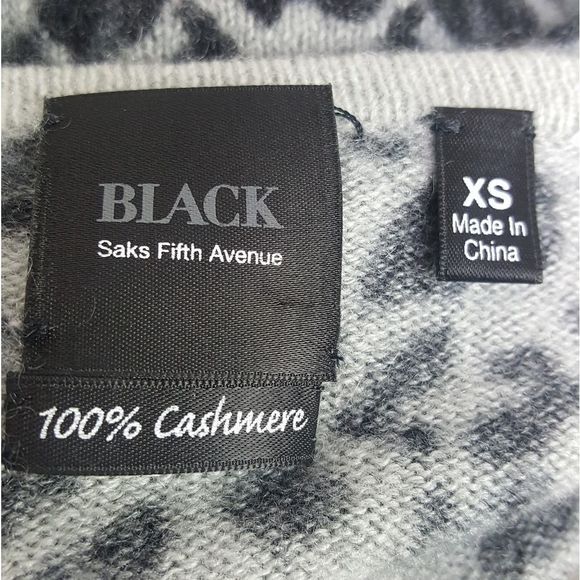 BLACK
Saks Fifth Avenue
100% Cashmere
XS
Made In
China